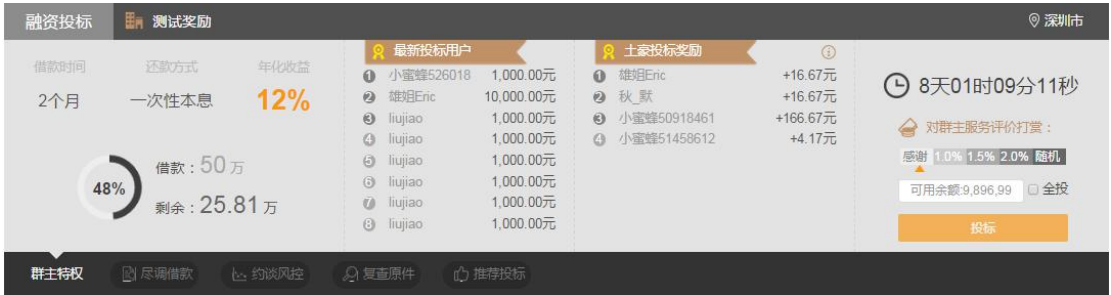 融资投标 测试奖励 深圳市
借款时间 还款方式 年化收益
2个月 一次性本息 12%
48%
借款：50万
剩余：25.81万
最新投标用户
1 小蜜蜂526018 1,000.00元
2 雄姐Eric 10,000.00元
3 liujiao 1,000.00元
4 liujiao 1,000.00元
5 liujiao 1,000.00元
6 liujiao 1,000.00元
7 liujiao 1,000.00元
8 liujiao 1,000.00元
土豪投标奖励
1 雄姐Eric +16.67元
2 秋_默 +16.67元
3 小蜜蜂50918461 +166.67元
4 小蜜蜂51458612 +4.17元
8天01时09分11秒
对群主服务评价打赏：
感谢 1.0% 1.5% 2.0% 随机
可用余额:9,896,99 全投
投标
群主特权 尽调借款 约谈风控 复查原件 推荐投标